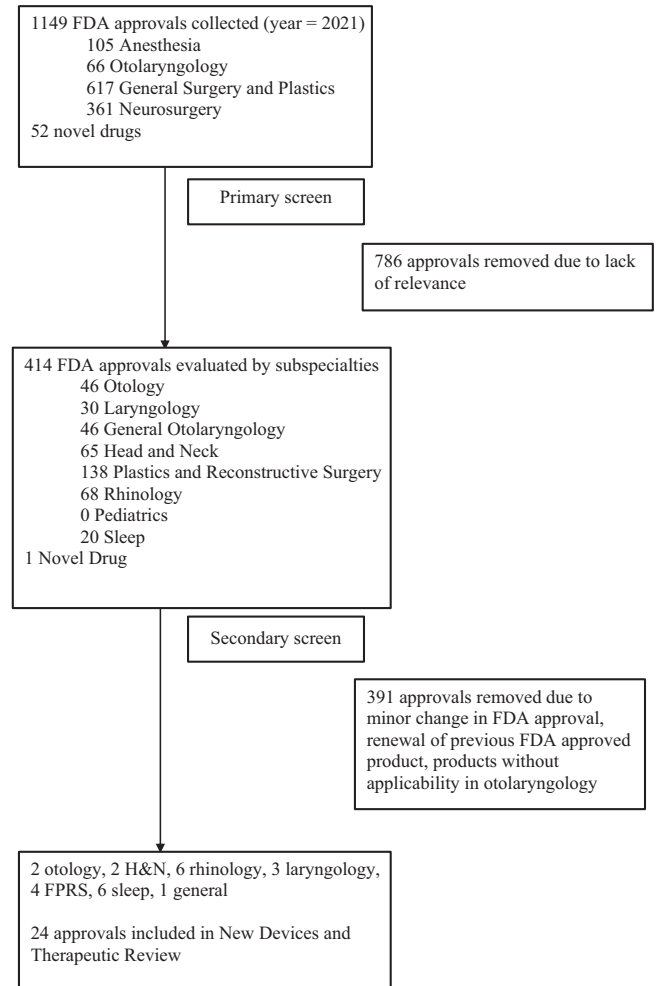 1149 FDA approvals collected (year = 2021)
105 Anesthesia
66 Otolaryngology
617 General Surgery and Plastics
361 Neurosurgery
52 novel drugs
Primary screen
786 approvals removed due to lack
of relevance
414 FDA approvals evaluated by subspecialties
46 Otology
30 Laryngology
46 General Otolaryngology
65 Head and Neck
138 Plastics and Reconstructive Surgery
68 Rhinology
0 Pediatrics
20 Sleep
1 Novel Drug
Secondary screen
391 approvals removed due to
minor change in FDA approval,
renewal of previous FDA approved
product, products without
applicability in otolaryngology
2 otology, 2 H&N, 6 rhinology, 3 laryngology,
4 FPRS, 6 sleep, 1 general
24 approvals included in New Devices and
Therapeutic Review